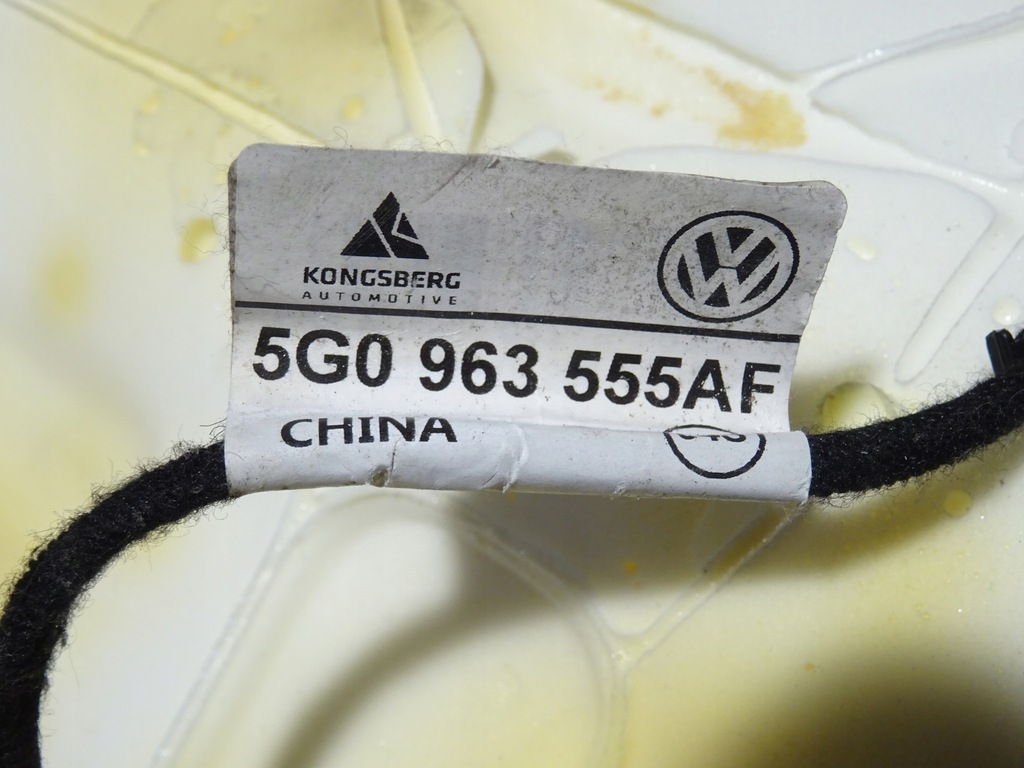 KONGSBERG
AUTOMOTIVE
5G0 963 555AF
CHINA